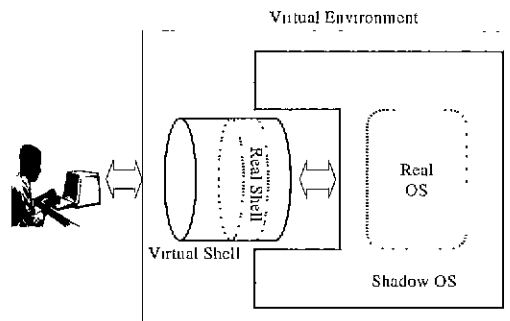 Virtual Environment
Real Shell
Real
OS
Virtual Shell
Shadow OS